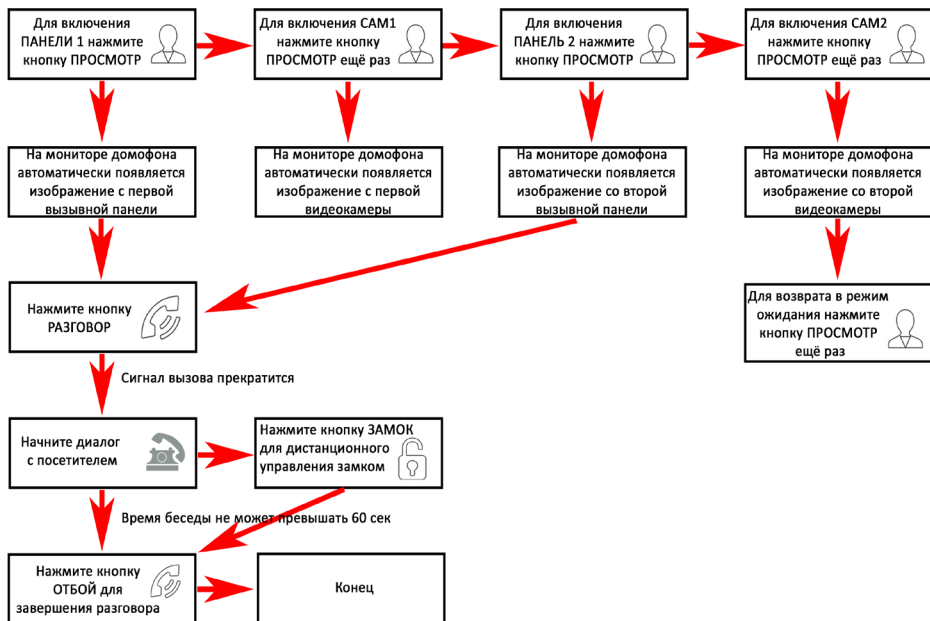 Для включения
ПАНЕЛИ 1 нажмите
кнопку ПРОСМОТР
Для включения САМ1
нажмите кнопку
ПРОСМОТР ещё раз
Для включения
ПАНЕЛЬ 2 нажмите
кнопку ПРОСМОТР
Для включения САМ2
нажмите кнопку
ПРОСМОТР ещё раз
На мониторе домофона
автоматически появляется
изображение с первой
вызывной панели
На мониторе домофона
автоматически появляется
изображение с первой
видеокамеры
На мониторе домофона
автоматически появляется
изображение со второй
вызывной панели
На мониторе домофона
автоматически появляется
изображение со второй
видеокамеры
Нажмите кнопку
РАЗГОВОР
Для возврата в режим
ожидания нажмите
кнопку ПРОСМОТР
ещё раз
Сигнал вызова прекратится
Начните диалог
с посетителем
Нажмите кнопку ЗАМОК
для дистанционного
управления замком
Время беседы не может превышать 60 сек
Нажмите кнопку
ОТБОЙ для
завершения разговора
Конец